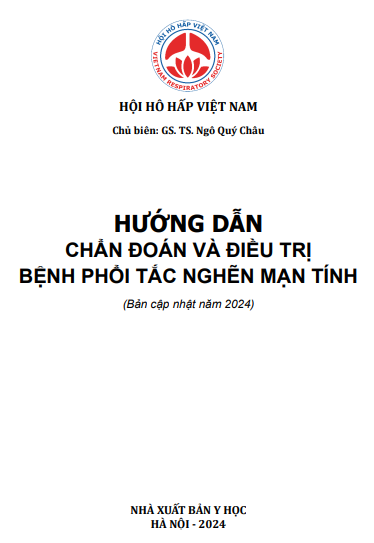 HỘI HÔ HẤP VIỆT NAM
VIETNAM RESPIRATORY SOCIETY
HỘI HÔ HẤP VIỆT NAM
Chủ biên: GS. TS. Ngô Quý Châu
HƯỚNG DẪN
CHẨN ĐOÁN VÀ ĐIỀU TRỊ
BỆNH PHỔI TẮC NGHẼN MẠN TÍNH
(Bản cập nhật năm 2024)
NHÀ XUẤT BẢN Y HỌC
HÀ NỘI - 2024